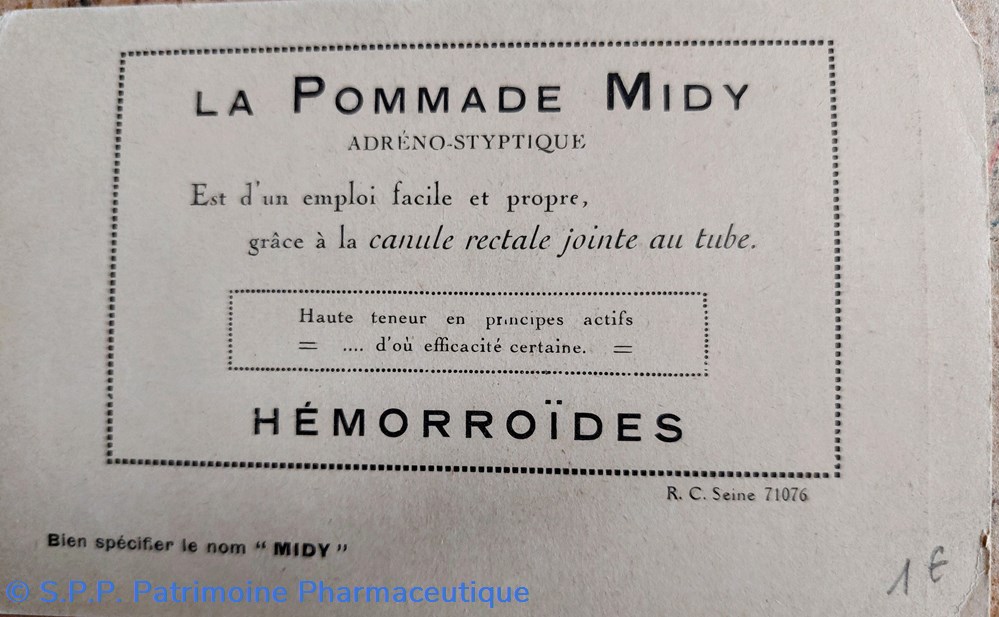 LA POMMADE MIDY
ADRÉNO-STYPTIQUE
Est d'un emploi facile et propre,
grâce à la canule rectale jointe au tube.
Haute teneur en principes actifs
= .... d'où efficacité certaine. =
HÉMORROÏDES
R. C. Seine 71076
Bien spécifier le nom “ MIDY ”
1 €
© S.P.P. Patrimoine Pharmaceutique